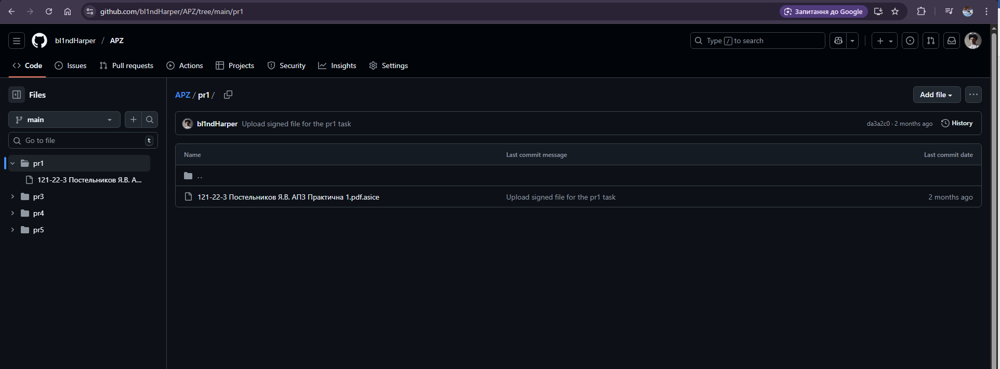 github.com/bl1ndHarper/APZ/tree/main/pr1
Запитання до Google
bl1ndHarper / APZ
Type / to search
Code Issues Pull requests Actions Projects Security Insights Settings
Files
APZ / pr1 /
Add file
main
bl1ndHarper Upload signed file for the pr1 task
da3a2c0 · 2 months ago
History
Go to file
t
Name Last commit message Last commit date
pr1
..
121-22-3 Постельников Я.В. А...
121-22-3 Постельников Я.В. АПЗ Практична 1.pdf.asice Upload signed file for the pr1 task 2 months ago
pr3
pr4
pr5